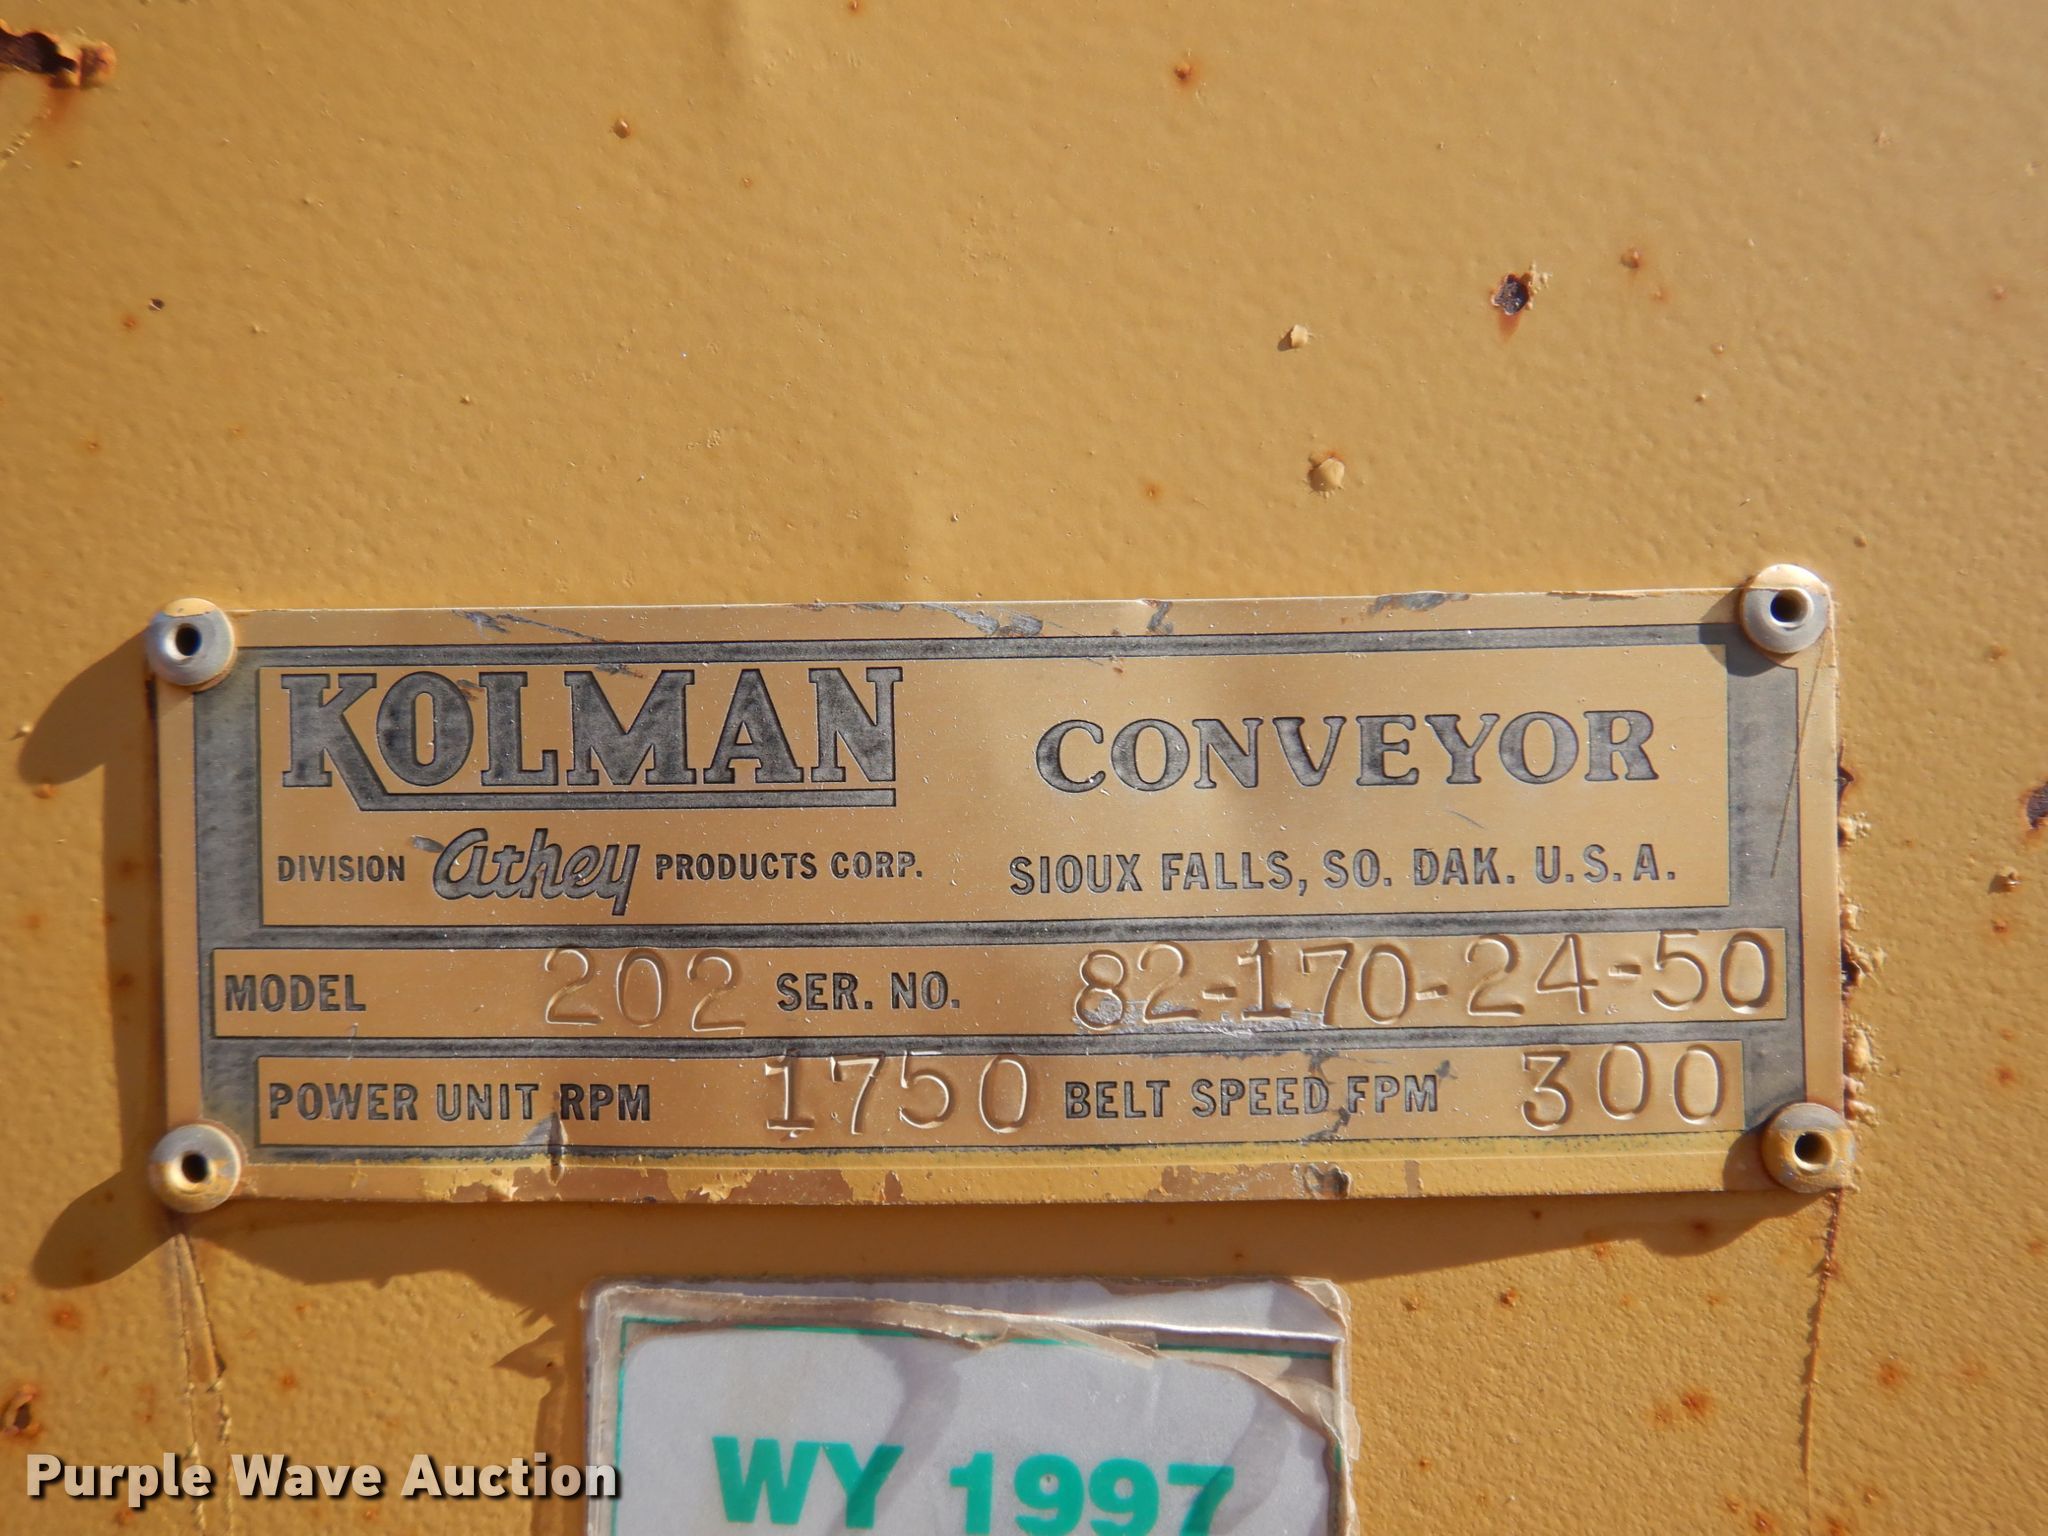 KOLMAN CONVEYOR
DIVISION athey PRODUCTS CORP. SIOUX FALLS, SO. DAK. U.S.A.
MODEL 202 SER. NO. 82-170-24-50
POWER UNIT RPM 1750 BELT SPEED FPM 300
WY 1997
Purple Wave Auction